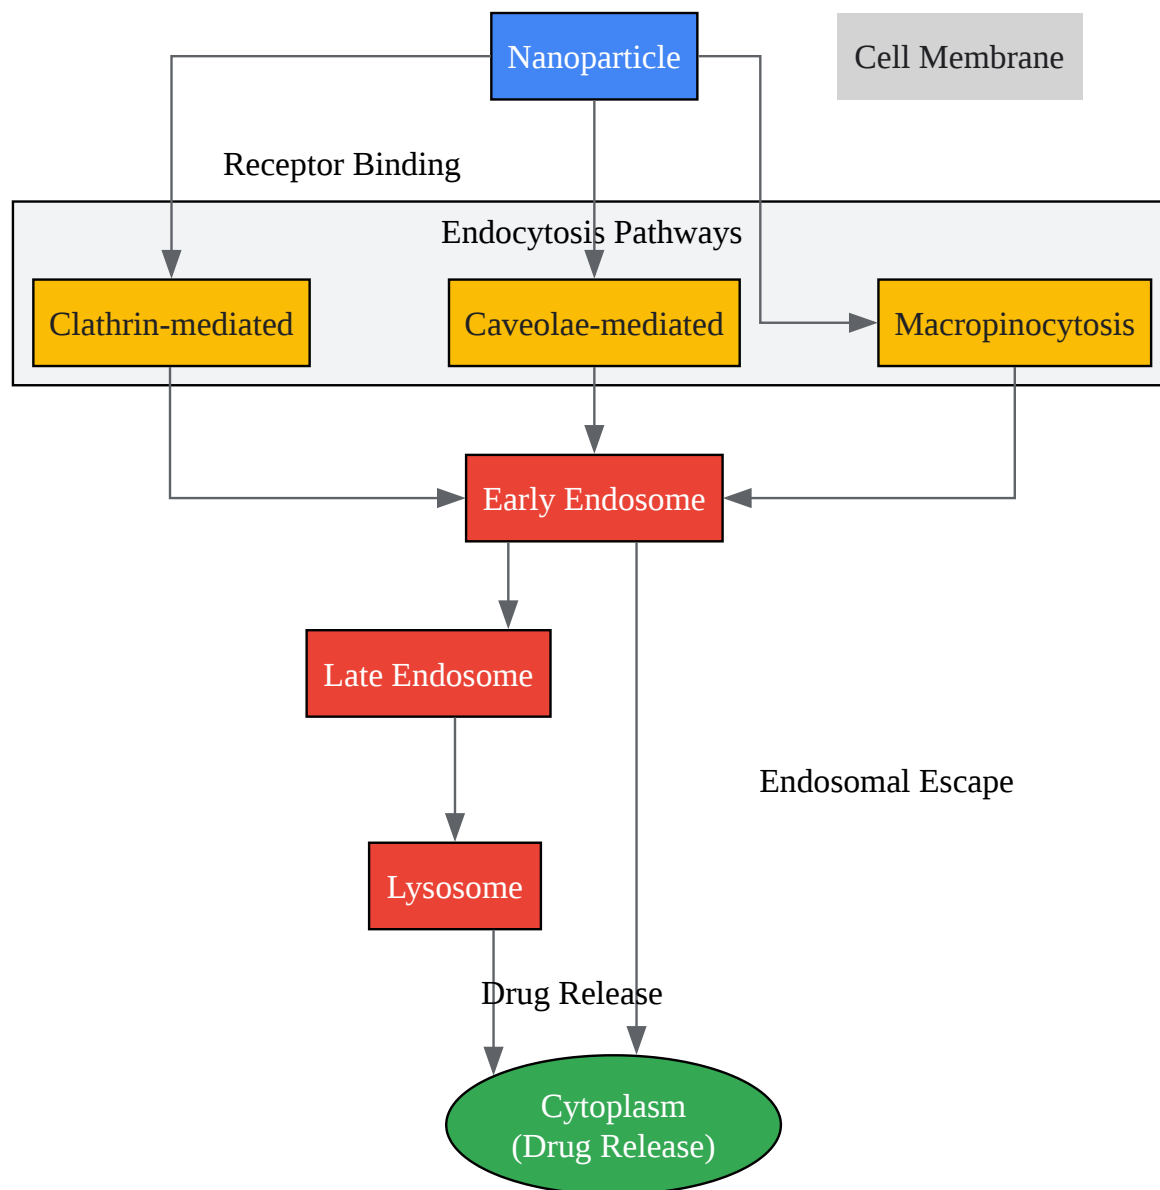 Nanoparticle
Cell Membrane
Receptor Binding
Endocytosis Pathways
Clathrin-mediated
Caveolae-mediated
Macropinocytosis
Early Endosome
Late Endosome
Endosomal Escape
Lysosome
Drug Release
Cytoplasm
(Drug Release)